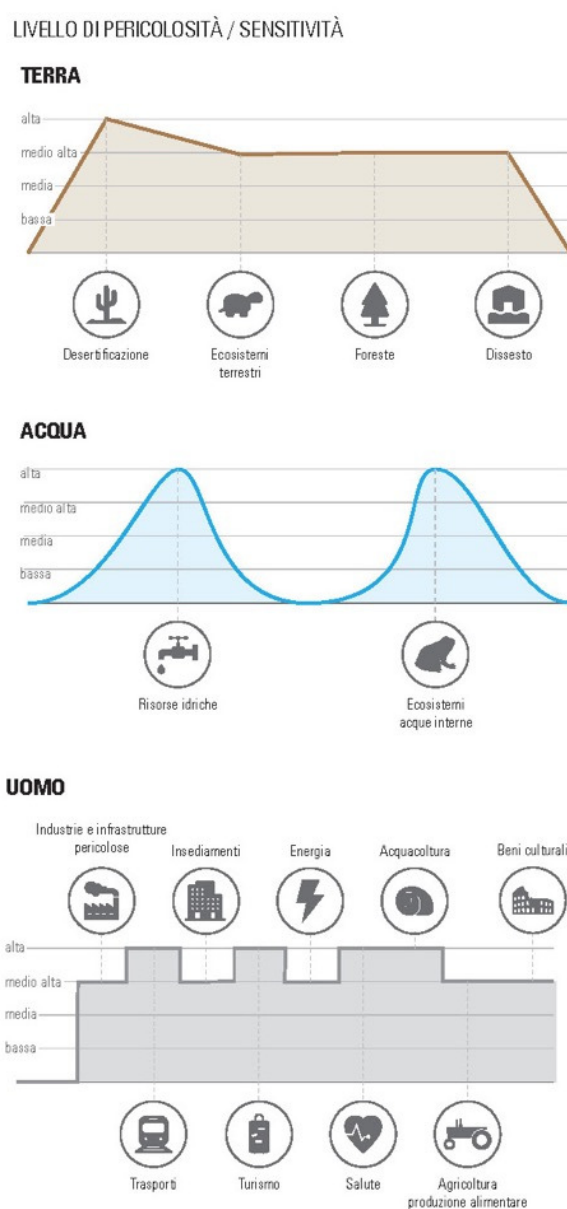 LIVELLO DI PERICOLOSITÀ / SENSITIVITÀ
TERRA
alta
medio alta
media
bassa
Desertificazione
Ecosistemi
terrestri
Foreste
Dissesto
ACQUA
alta
medio alta
media
bassa
Risorse idriche
Ecosistemi
acque interne
UOMO
Industrie e infrastrutture
pericolose
Insediamenti
Energia
Acquacoltura
Beni culturali
alta
medio alta
media
bassa
Trasporti
Turismo
Salute
Agricoltura
produzione alimentare